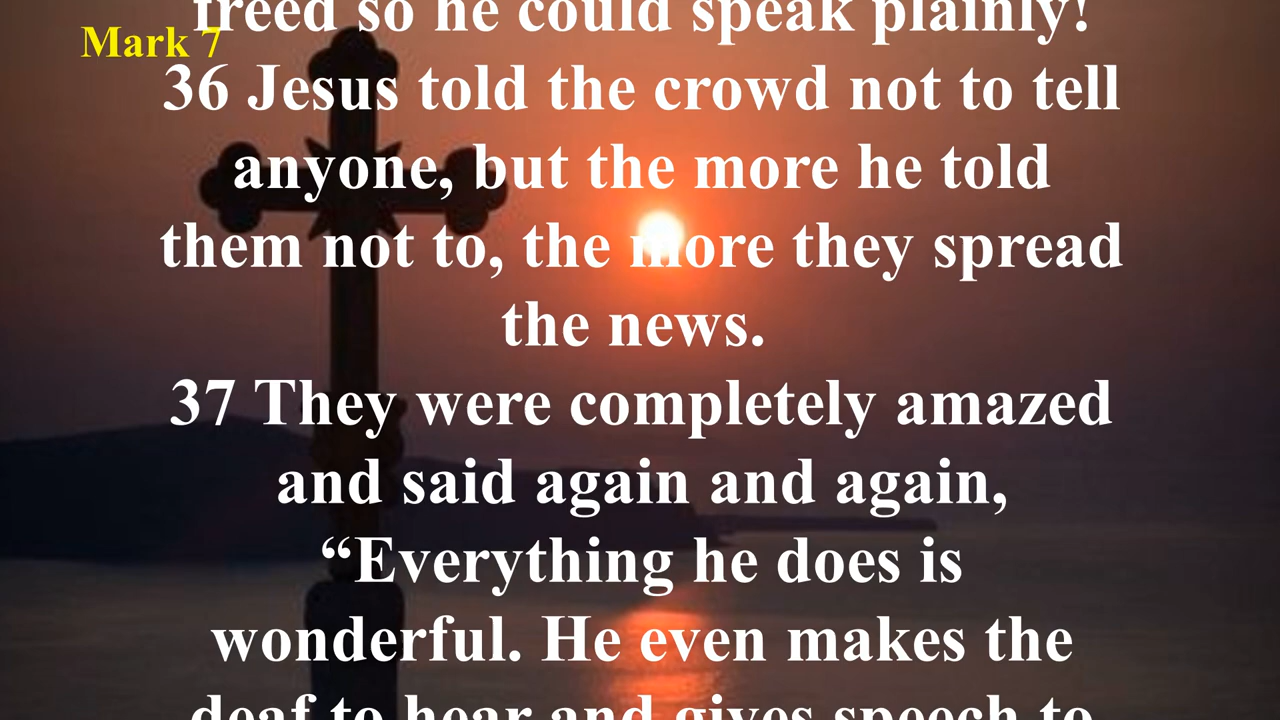 freed so he could speak plainly!
Mark 7
36 Jesus told the crowd not to tell
anyone, but the more he told
them not to, the more they spread
the news.
37 They were completely amazed
and said again and again,
“Everything he does is
wonderful. He even makes the
deaf to hear and gives speech to